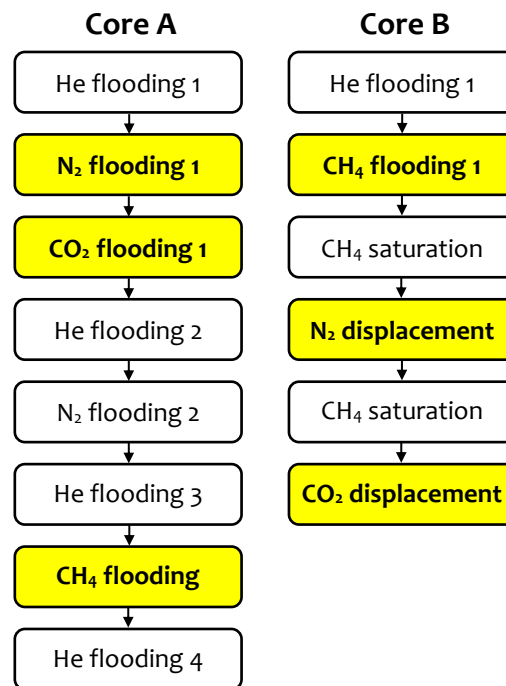 Core A
He flooding 1
N₂ flooding 1
CO₂ flooding 1
He flooding 2
N₂ flooding 2
He flooding 3
CH₄ flooding
He flooding 4
Core B
He flooding 1
CH₄ flooding 1
CH₄ saturation
N₂ displacement
CH₄ saturation
CO₂ displacement